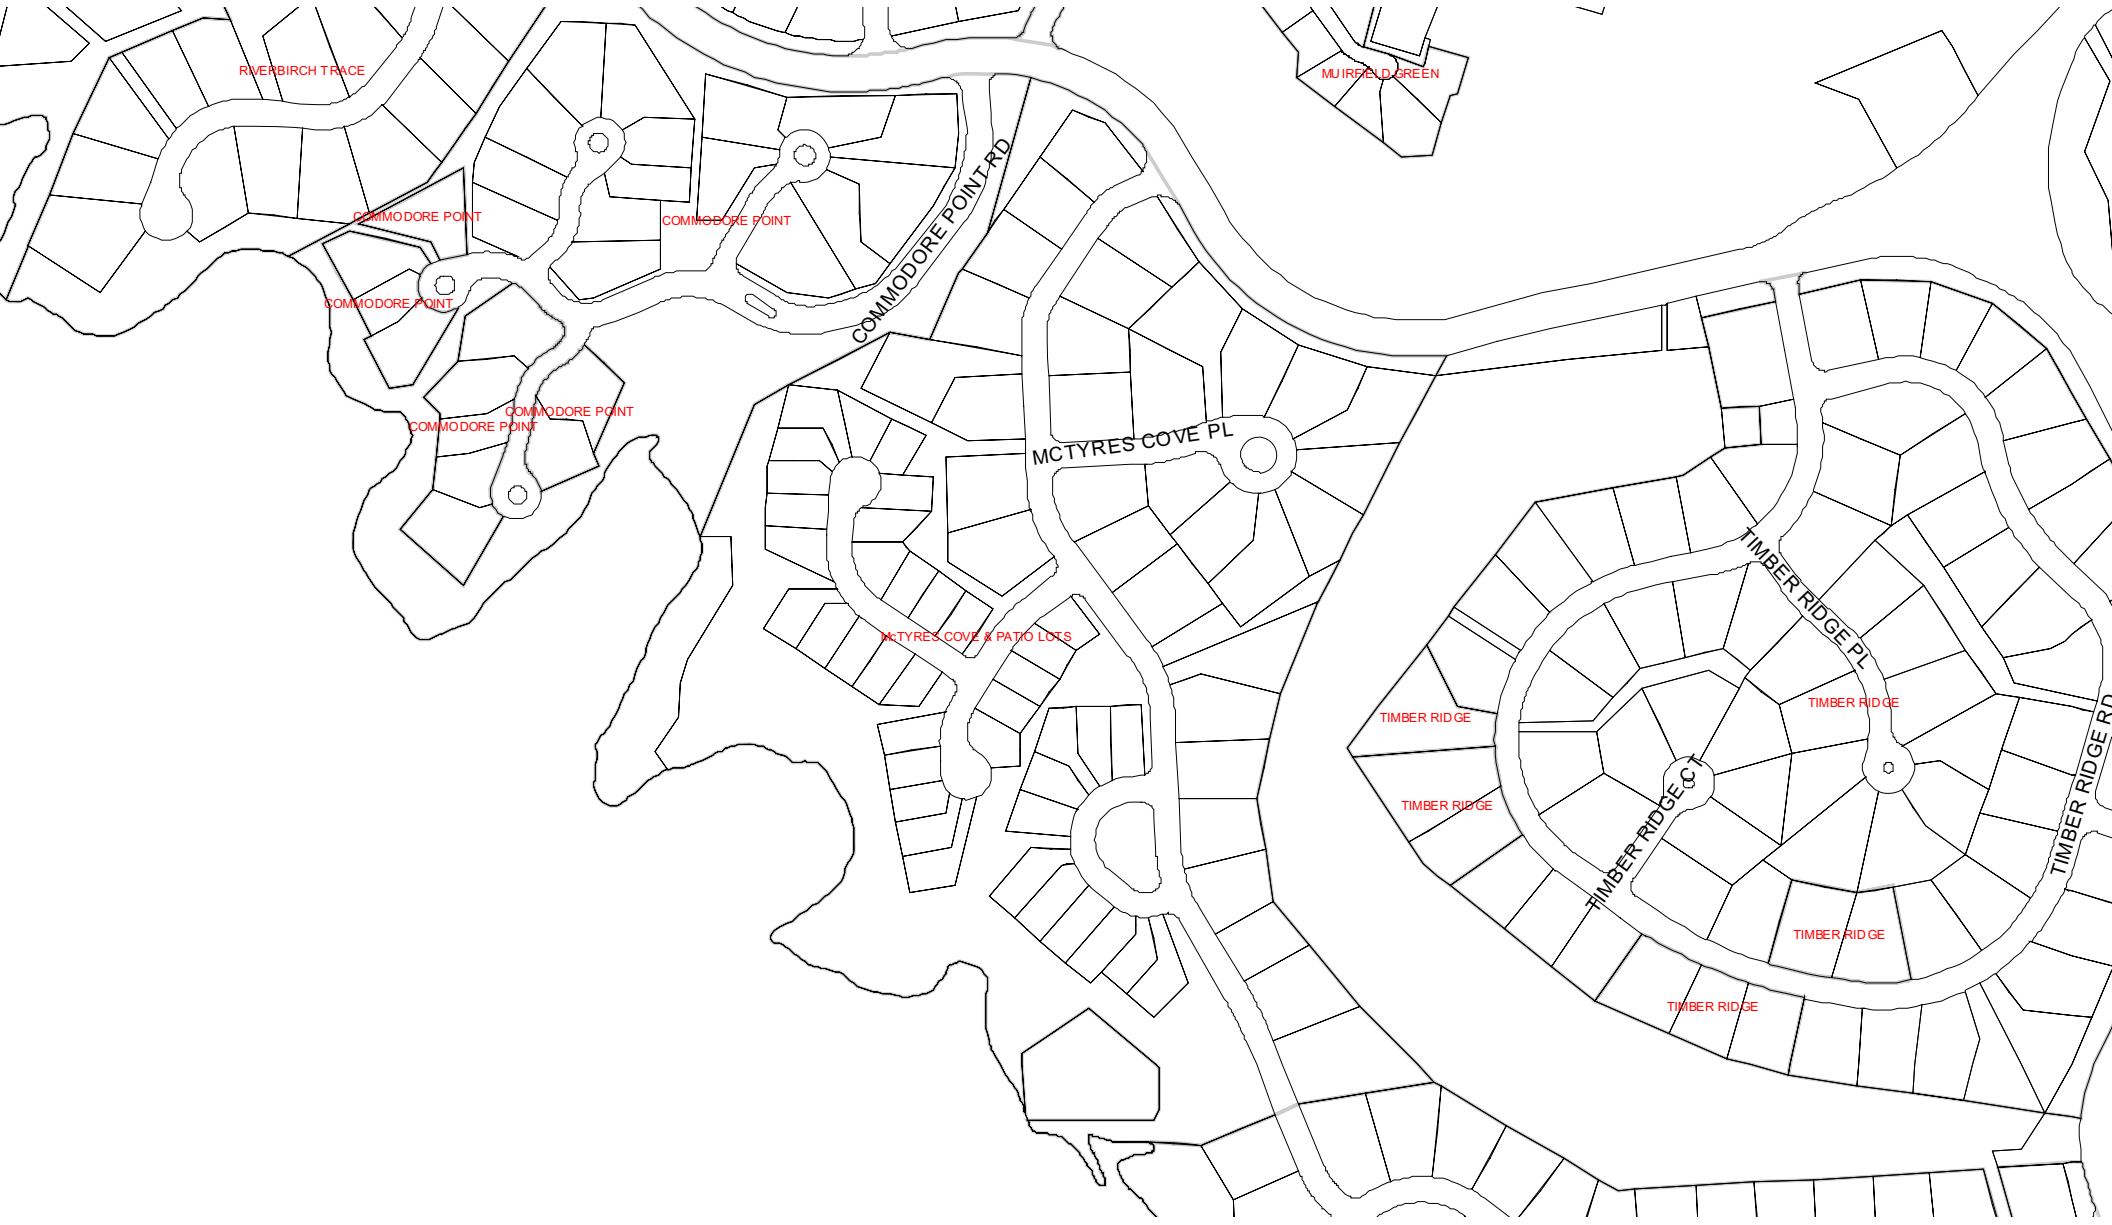 RIVERBIRCH TRACE
MUIRFIELD GREEN
COMMODORE POINT
COMMODORE POINT
COMMODORE POINT RD
COMMODORE POINT
COMMODORE POINT
COMMODORE POINT
MCTYRES COVE PL
TIMBER RIDGE PL
McTYRES COVE & PATIO LOTS
TIMBER RIDGE
TIMBER RIDGE
TIMBER RIDGE RD
TIMBER RIDGE
TIMBER RIDGE CT
TIMBER RIDGE
TIMBER RIDGE